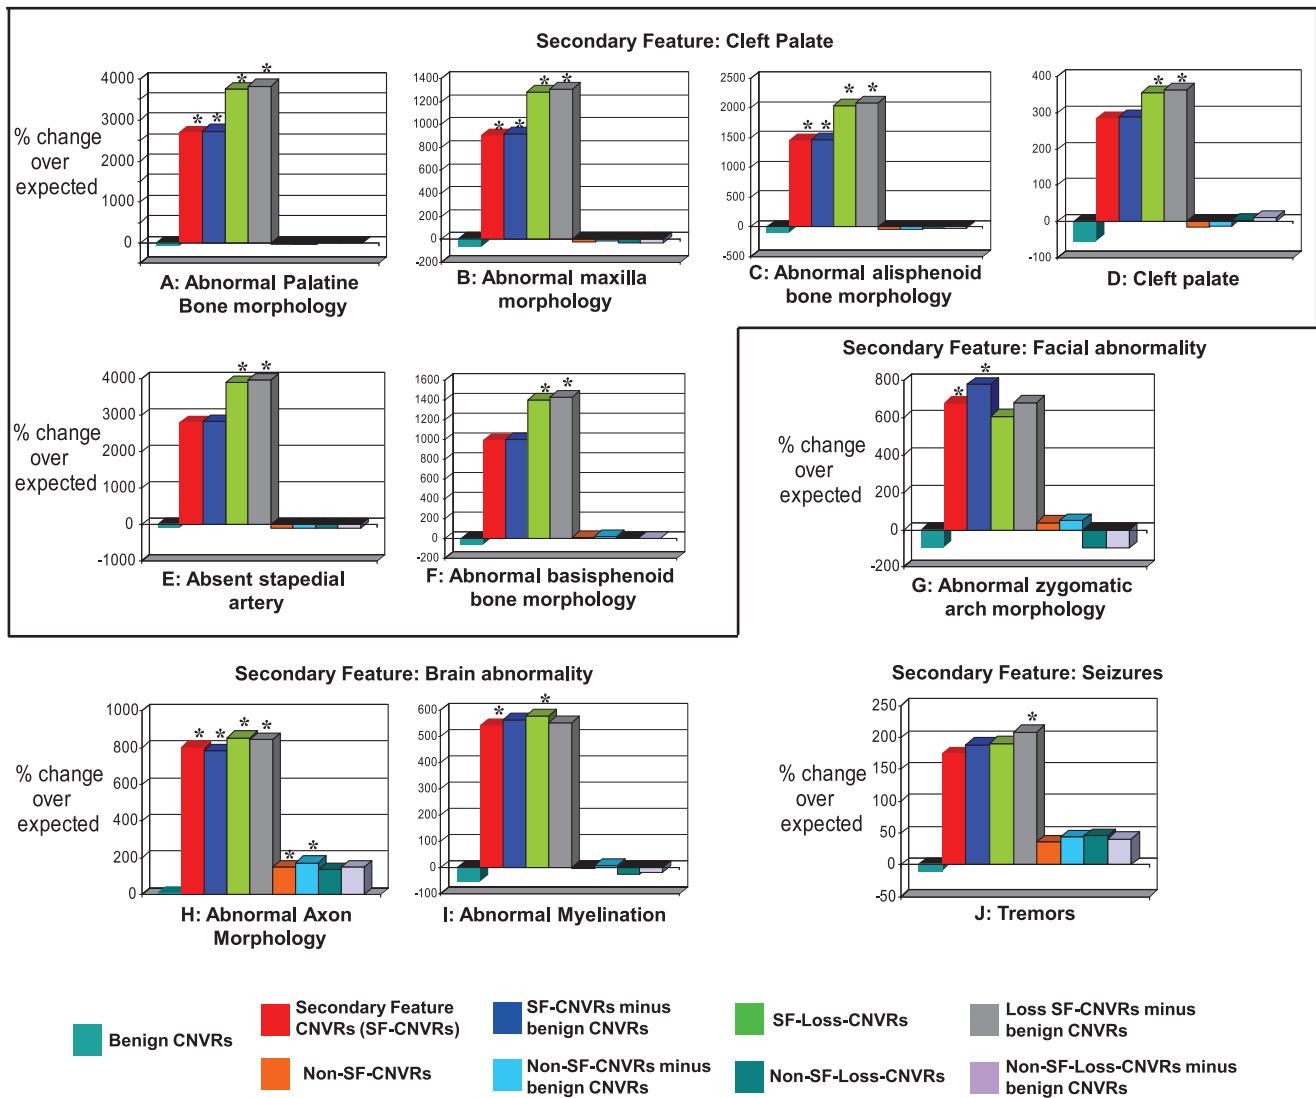 Secondary Feature: Cleft Palate
% change
over
expected
4000
3000
2000
1000
0
* * * *
A: Abnormal Palatine
Bone morphology
1400
1200
1000
800
600
400
200
0
-200
* * * *
B: Abnormal maxilla
morphology
2500
2000
1500
1000
500
0
-500
* * * *
C: Abnormal alisphenoid
bone morphology
400
300
200
100
0
-100
* *
D: Cleft palate
% change
over
expected
4000
3000
2000
1000
0
-1000
* *
E: Absent stapedial
artery
1600
1400
1200
1000
800
600
400
200
0
-200
* *
F: Abnormal basisphenoid
bone morphology
Secondary Feature: Facial abnormality
% change
over
expected
800
600
400
200
0
-200
* *
G: Abnormal zygomatic
arch morphology
Secondary Feature: Brain abnormality
% change
over
expected
1000
800
600
400
200
0
* * * * * *
H: Abnormal Axon
Morphology
600
500
400
300
200
100
0
-100
* *
I: Abnormal Myelination
Secondary Feature: Seizures
% change
over
expected
250
200
150
100
50
0
-50
*
J: Tremors
Benign CNVRs
Secondary Feature
CNVRs (SF-CNVRs)
SF-CNVRs minus
benign CNVRs
SF-Loss-CNVRs
Loss SF-CNVRs minus
benign CNVRs
Non-SF-CNVRs
Non-SF-CNVRs minus
benign CNVRs
Non-SF-Loss-CNVRs
Non-SF-Loss-CNVRs minus
benign CNVRs